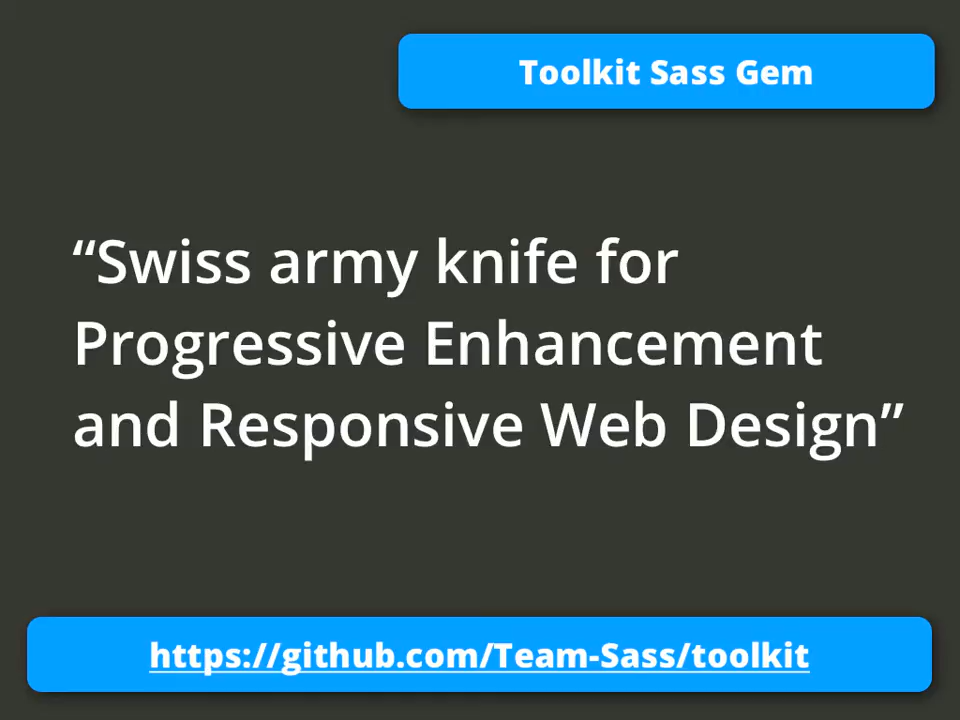 Toolkit Sass Gem
“Swiss army knife for
Progressive Enhancement
and Responsive Web Design”
https://github.com/Team-Sass/toolkit